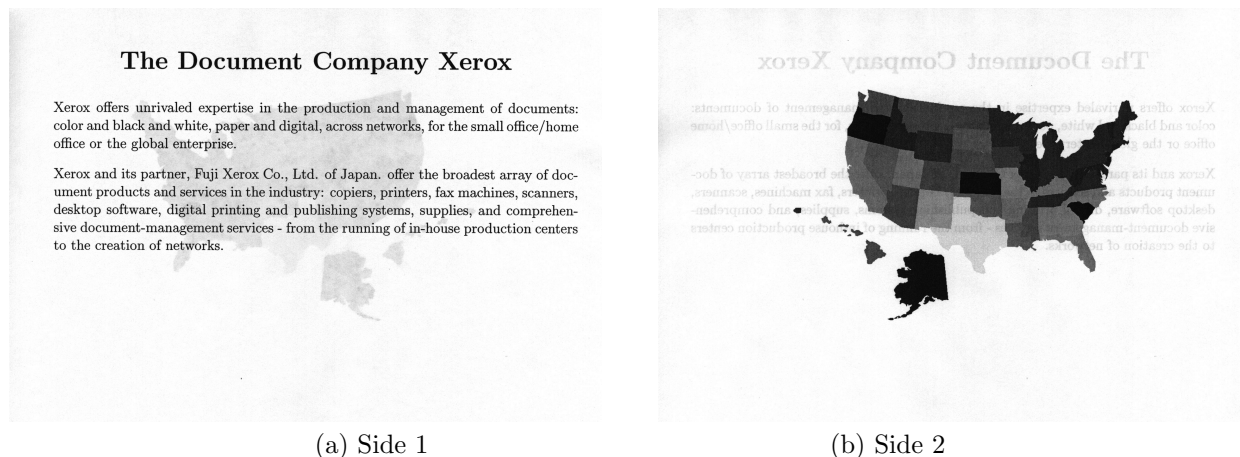 The Document Company Xerox
Xerox offers unrivaled expertise in the production and management of documents:
color and black and white, paper and digital, across networks, for the small office/home
office or the global enterprise.
Xerox and its partner, Fuji Xerox Co., Ltd. of Japan. offer the broadest array of doc-
ument products and services in the industry: copiers, printers, fax machines, scanners,
desktop software, digital printing and publishing systems, supplies, and comprehen-
sive document-management services - from the running of in-house production centers
to the creation of networks.
(a) Side 1
(b) Side 2